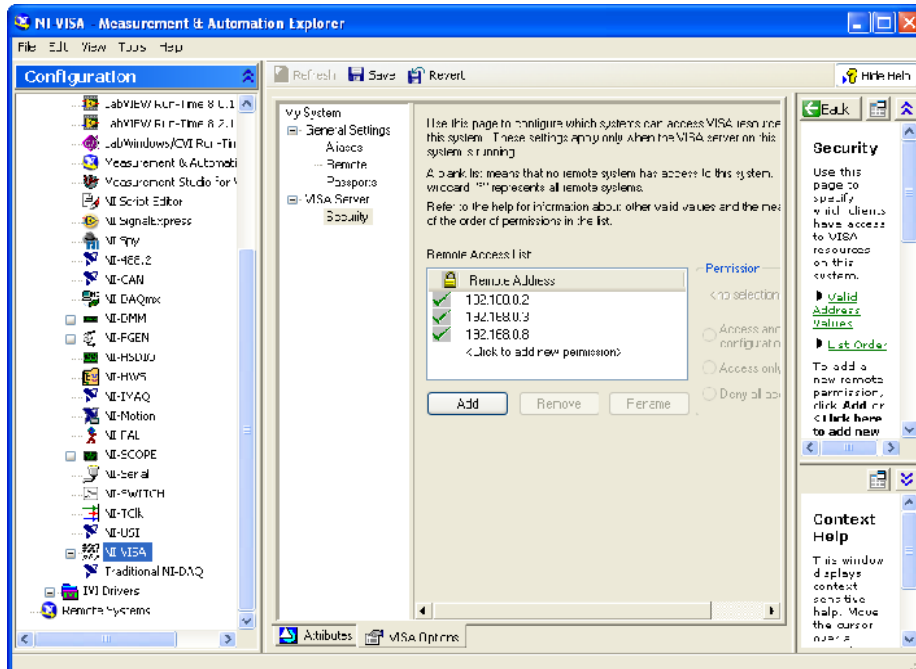 NI VISA - Measurement & Automation Explorer
File Edit View Tools Help
Configuration
LabVIEW Run-Time 8.0.1
LabVIEW Run-Time 8.2.1
LabWindows/CVI Run-Tim
Measurement & Automati
Measurement Studio for V
NI Script Editor
NI SignalExpress
NI Spy
NI-488.2
NI-CAN
NI-DAQmx
NI-DMM
NI-FGEN
NI-HSDIO
NI-HWS
NI-IMAQ
NI-Motion
NI-PAL
NI-SCOPE
NI-Serial
NI-SWITCH
NI-TClk
NI-USI
NI-VISA
Traditional NI-DAQ
IVI Drivers
Remote Systems
Refresh Save Revert
Hide Help
My System
General Settings
Aliases
Remote
Passports
VISA Server
Security
Use this page to configure which systems can access VISA resource
this system. These settings apply only when the VISA server on this
system is running.
A blank list means that no remote system has access to this system.
wildcard "*" represents all remote systems.
Refer to the help for information about other valid values and the mea
of the order of permissions in the list.
Remote Access List
Remote Address
192.168.0.3
192.168.0.8
<Click to add new permission>
Add Remove Rename
Permission
<no selection
Access and
configuratio
Access only
Deny all acc
Attributes VISA Options
Back
Security
Use this
page to
specify
which clients
have access
to VISA
resources
on this
system.
Valid
Address
Values
List Order
To add a
new remote
permission,
click Add or
<Click here
to add new
Context
Help
This window
displays
context
sensitive
help. Move
the cursor
over a